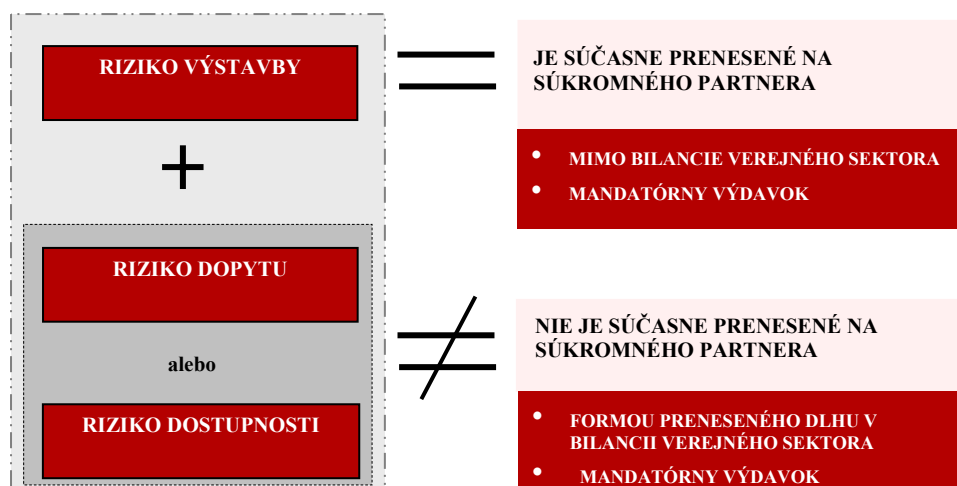 RIZIKO VÝSTAVBY
+
RIZIKO DOPYTU
alebo
RIZIKO DOSTUPNOSTI
=
JE SÚČASNE PRENESENÉ NA
SÚKROMNÉHO PARTNERA
• MIMO BILANCIE VEREJNÉHO SEKTORA
• MANDATÓRNY VÝDAVOK
≠
NIE JE SÚČASNE PRENESENÉ NA
SÚKROMNÉHO PARTNERA
• FORMOU PRENESENÉHO DLHU V
BILANCII VEREJNÉHO SEKTORA
• MANDATÓRNY VÝDAVOK